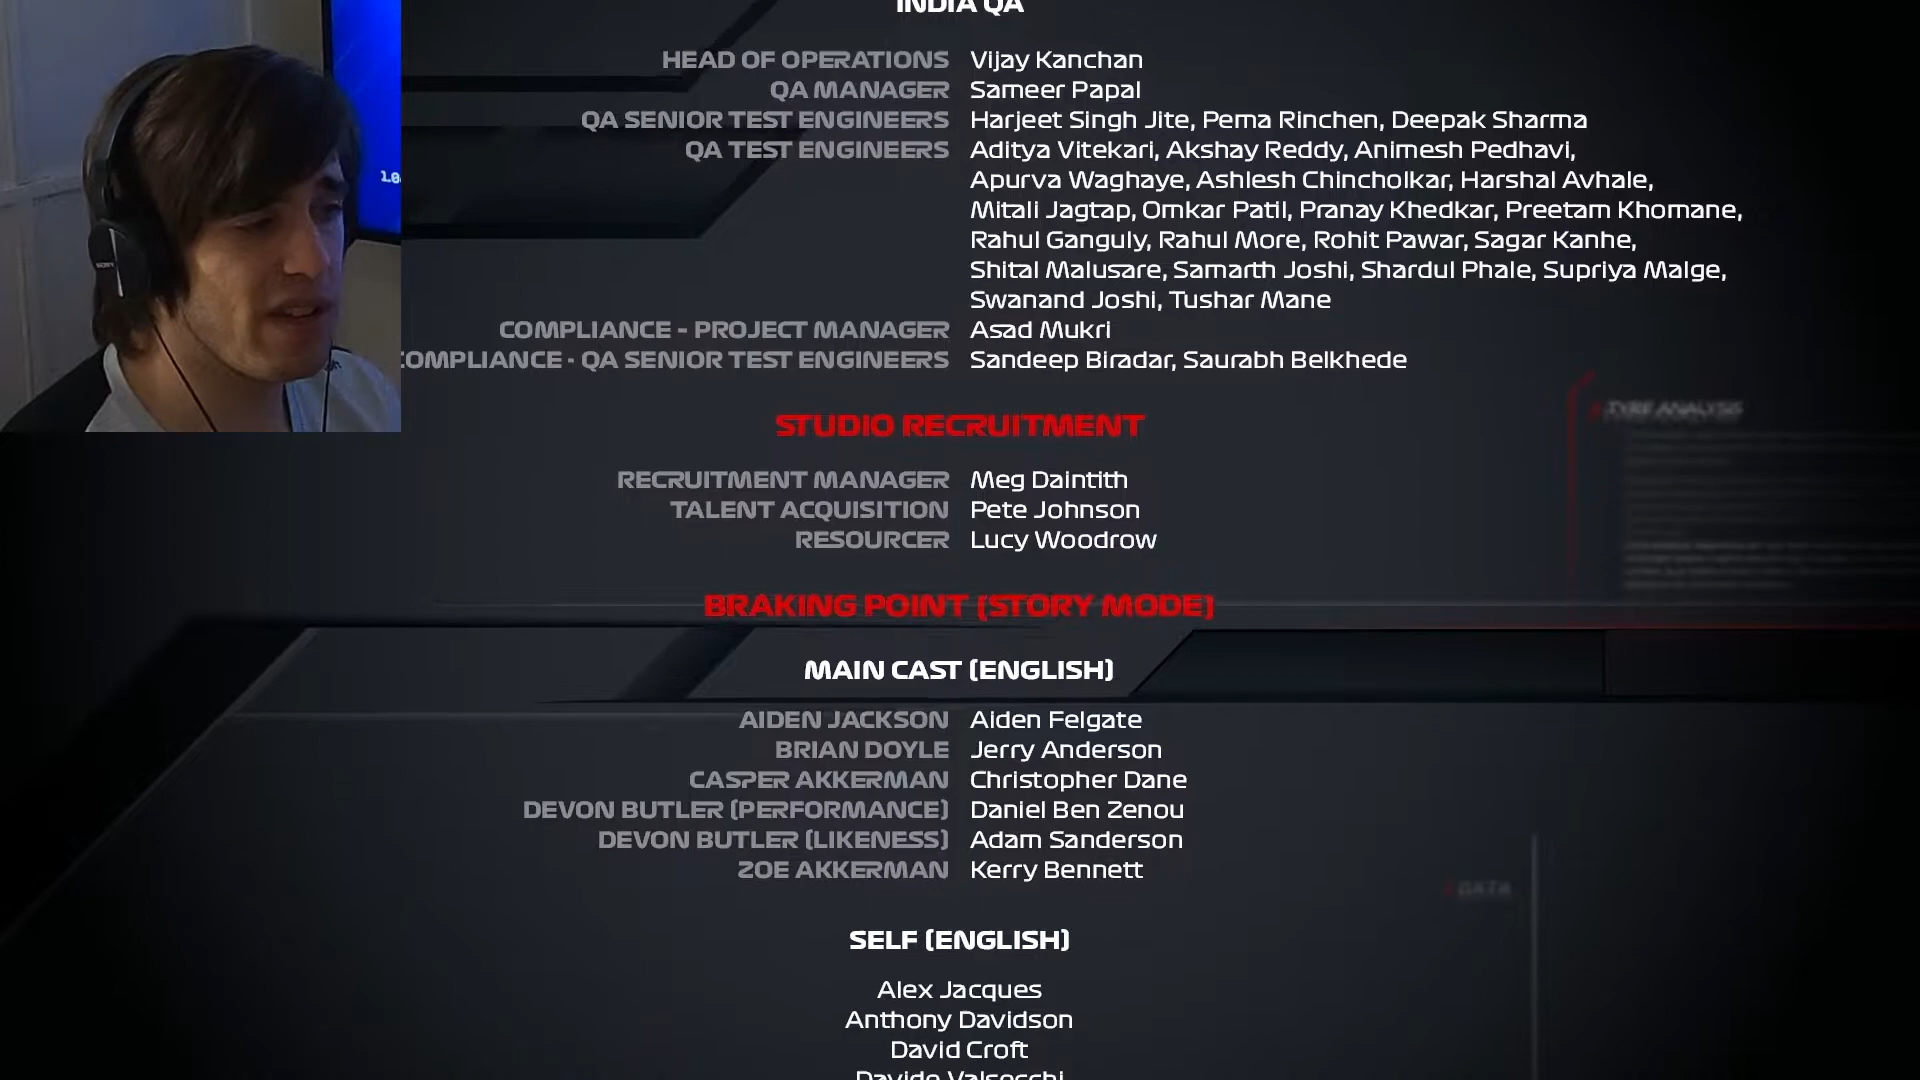 INDIA QA
HEAD OF OPERATIONS Vijay Kanchan
QA MANAGER Sameer Papal
QA SENIOR TEST ENGINEERS Harjeet Singh Jite, Pema Rinchen, Deepak Sharma
QA TEST ENGINEERS Aditya Vitekari, Akshay Reddy, Animesh Pedhavi,
Apurva Waghaye, Ashlesh Chincholkar, Harshal Avhale,
Mitali Jagtap, Omkar Patil, Pranay Khedkar, Preetam Khomane,
Rahul Ganguly, Rahul More, Rohit Pawar, Sagar Kanhe,
Shital Malusare, Samarth Joshi, Shardul Phale, Supriya Malge,
Swanand Joshi, Tushar Mane
COMPLIANCE - PROJECT MANAGER Asad Mukri
COMPLIANCE - QA SENIOR TEST ENGINEERS Sandeep Biradar, Saurabh Belkhede
STUDIO RECRUITMENT
TYRE ANALYSIS
RECRUITMENT MANAGER Meg Daintith
TALENT ACQUISITION Pete Johnson
RESOURCER Lucy Woodrow
BRAKING POINT (STORY MODE)
MAIN CAST (ENGLISH)
AIDEN JACKSON Aiden Felgate
BRIAN DOYLE Jerry Anderson
CASPER AKKERMAN Christopher Dane
DEVON BUTLER (PERFORMANCE) Daniel Ben Zenou
DEVON BUTLER (LIKENESS) Adam Sanderson
ZOE AKKERMAN Kerry Bennett
DATA
SELF (ENGLISH)
Alex Jacques
Anthony Davidson
David Croft
Davide Valsecchi